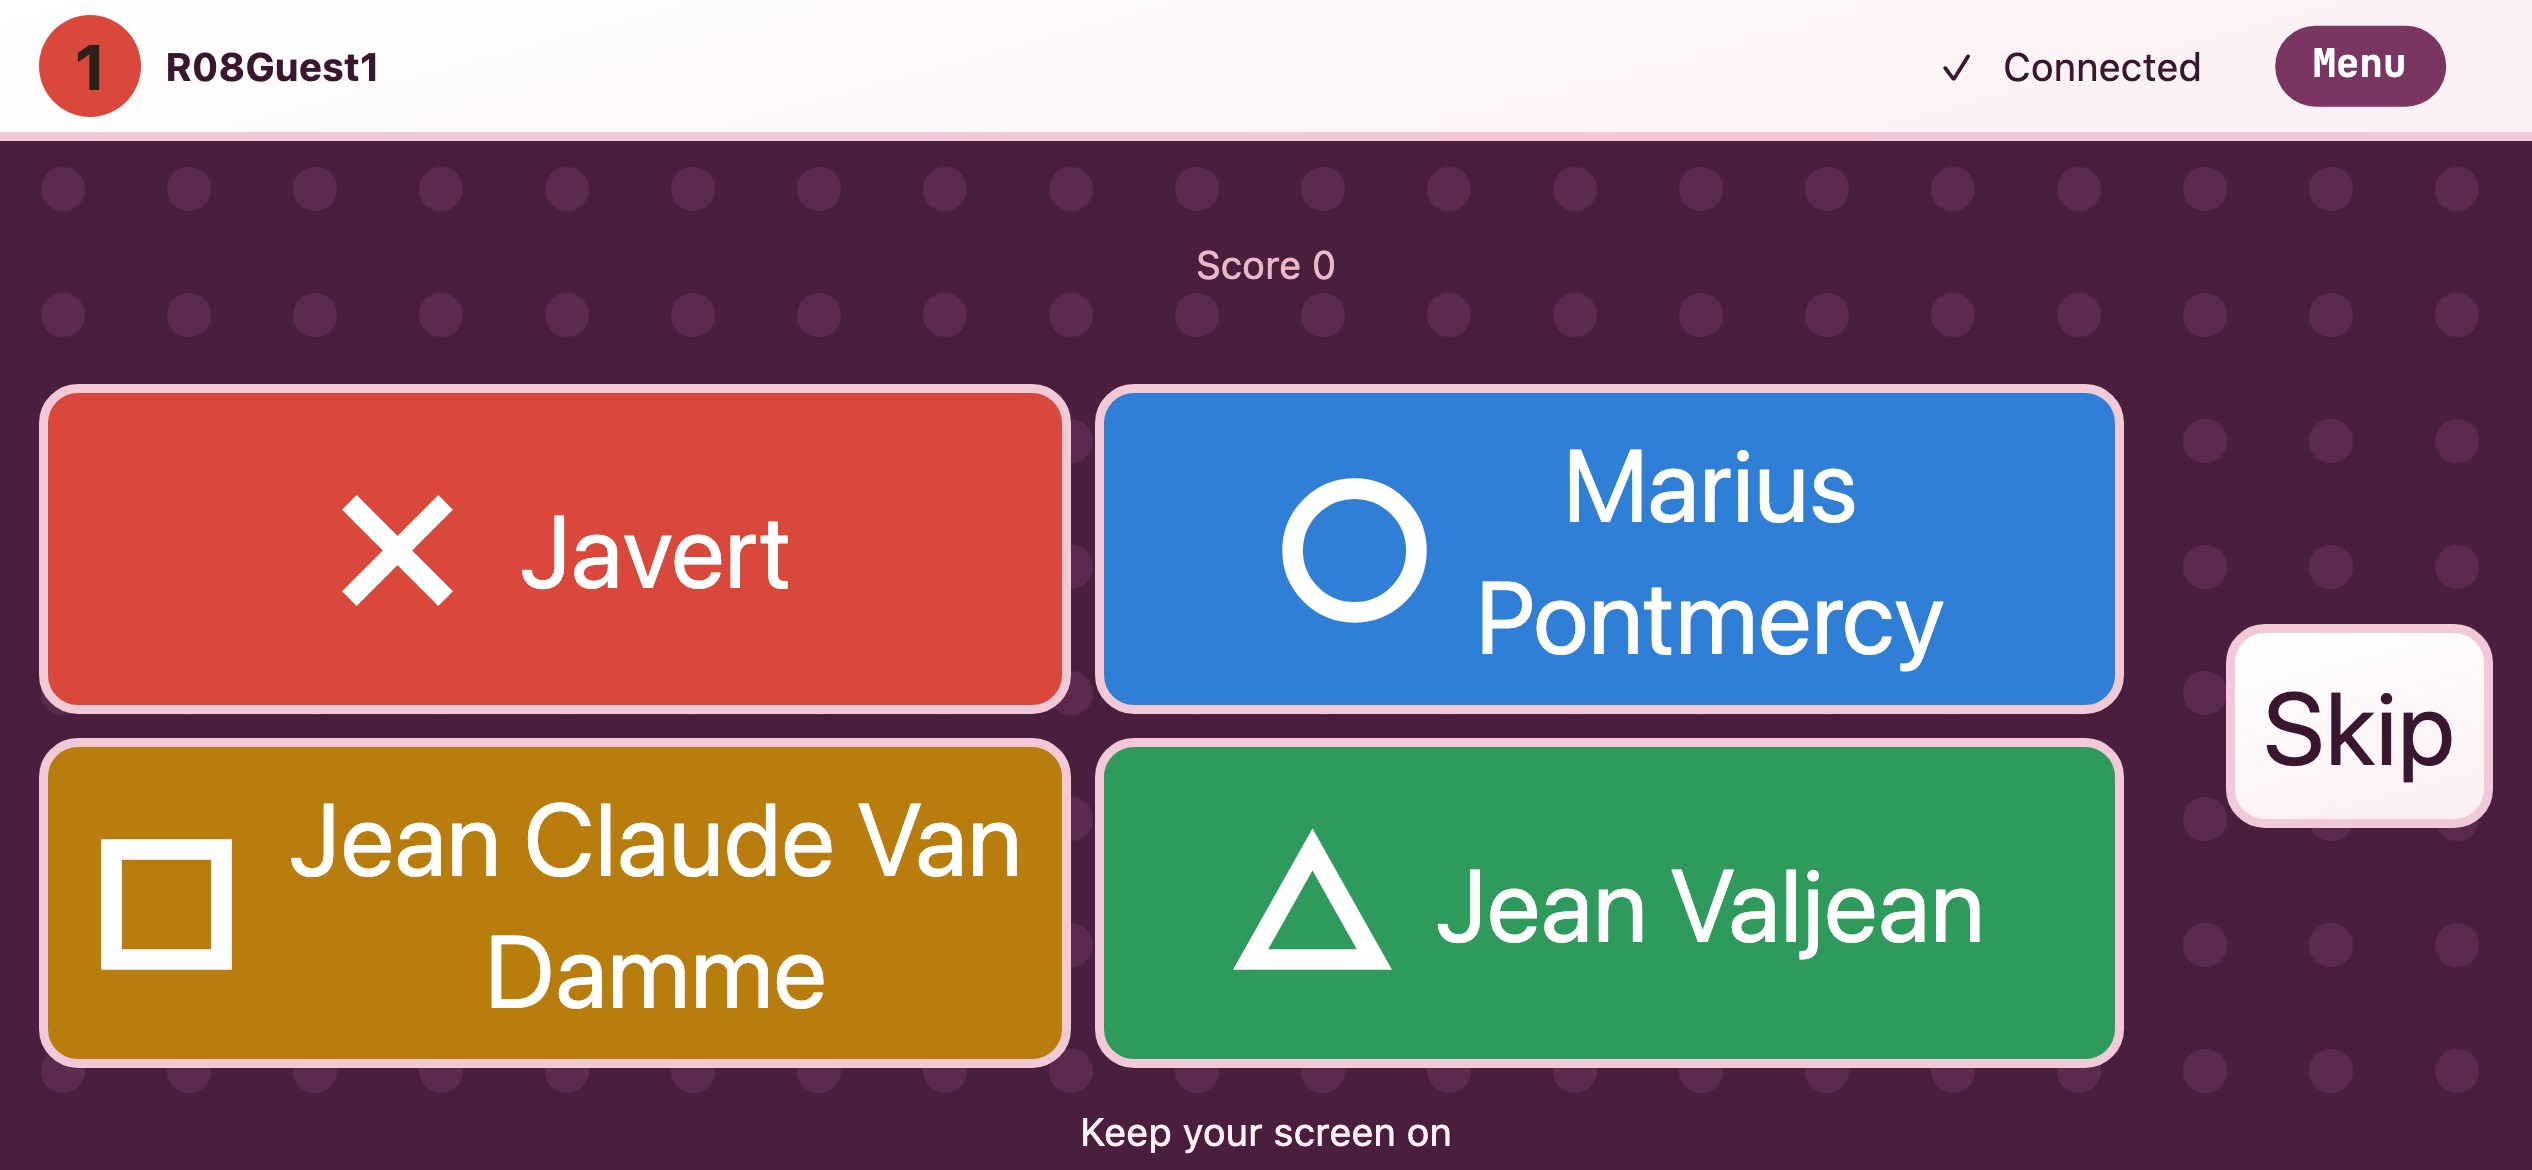 1 R08Guest1
✓ Connected
Menu
Score 0
Javert
Marius
Pontmercy
Jean Claude Van
Damme
Jean Valjean
Skip
Keep your screen on